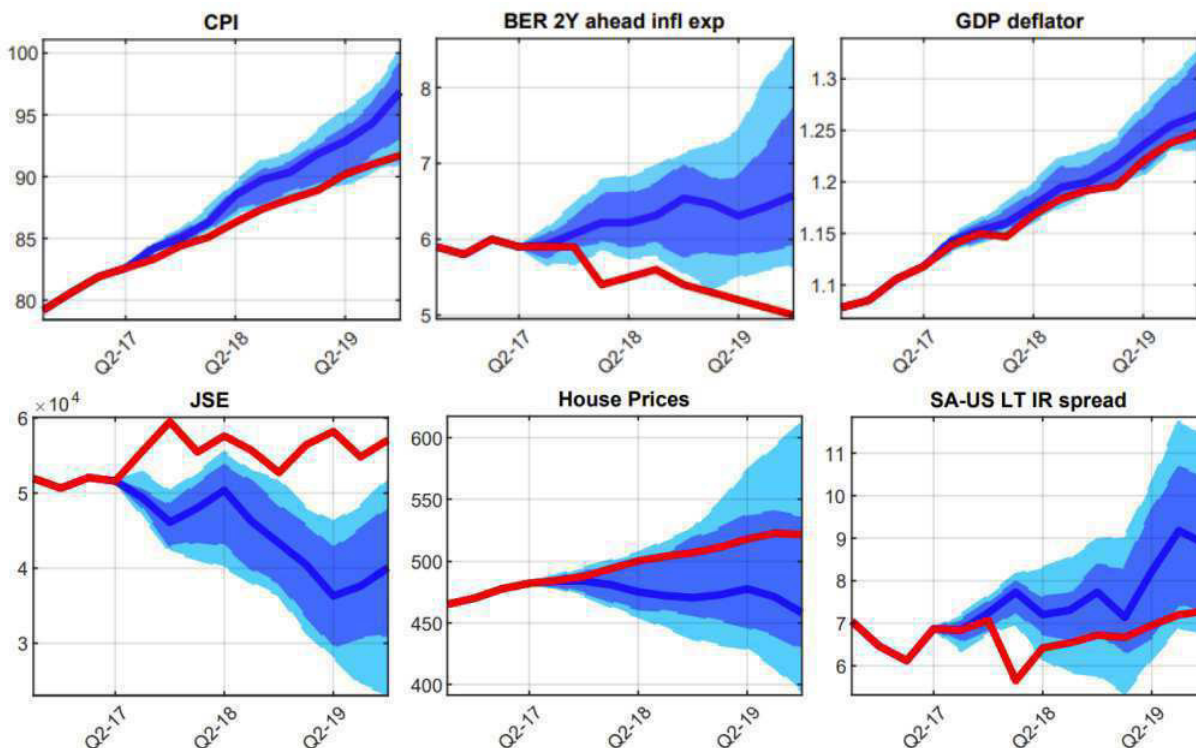 CPI
100
95
90
85
80
Q2-17
Q2-18
Q2-19
BER 2Y ahead infl exp
8
7
6
5
Q2-17
Q2-18
Q2-19
GDP deflator
1.3
1.25
1.2
1.15
1.1
Q2-17
Q2-18
Q2-19
JSE
6 × 10^4
5
4
3
Q2-17
Q2-18
Q2-19
House Prices
600
550
500
450
400
Q2-17
Q2-18
Q2-19
SA-US LT IR spread
11
10
9
8
7
6
Q2-17
Q2-18
Q2-19